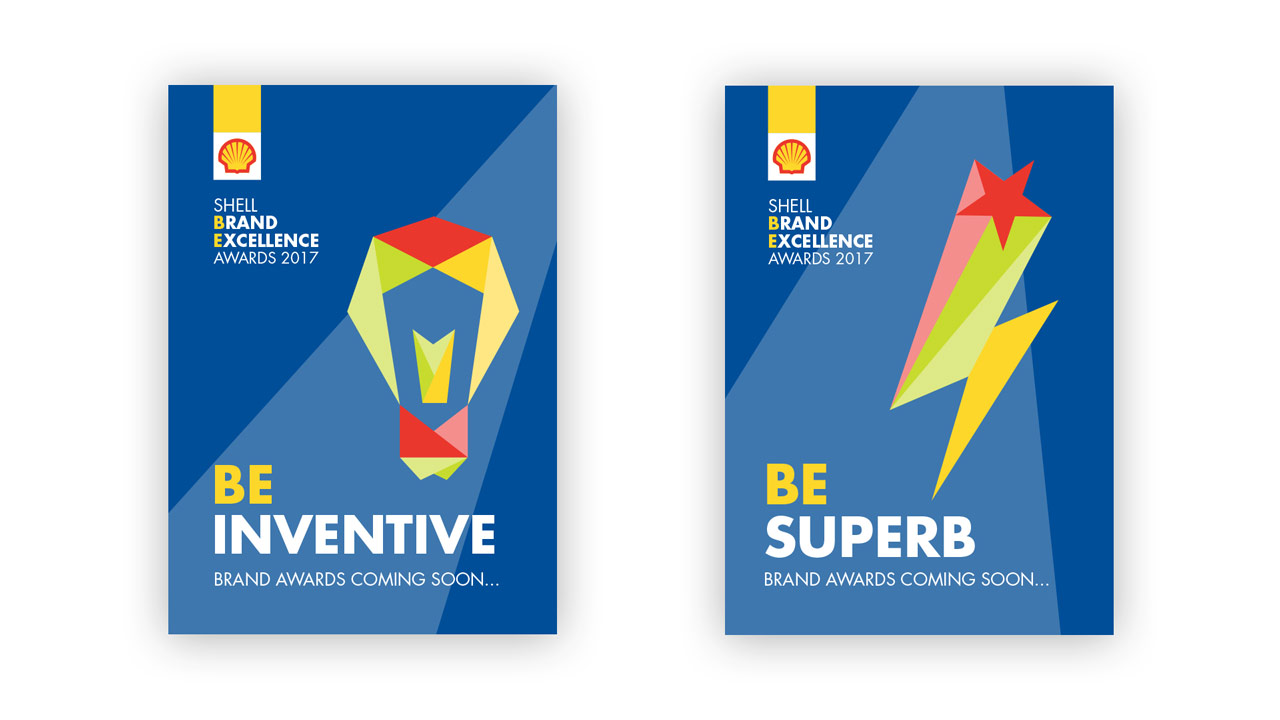 SHELL
BRAND
EXCELLENCE
AWARDS 2017
BE
INVENTIVE
BRAND AWARDS COMING SOON...
SHELL
BRAND
EXCELLENCE
AWARDS 2017
BE
SUPERB
BRAND AWARDS COMING SOON...